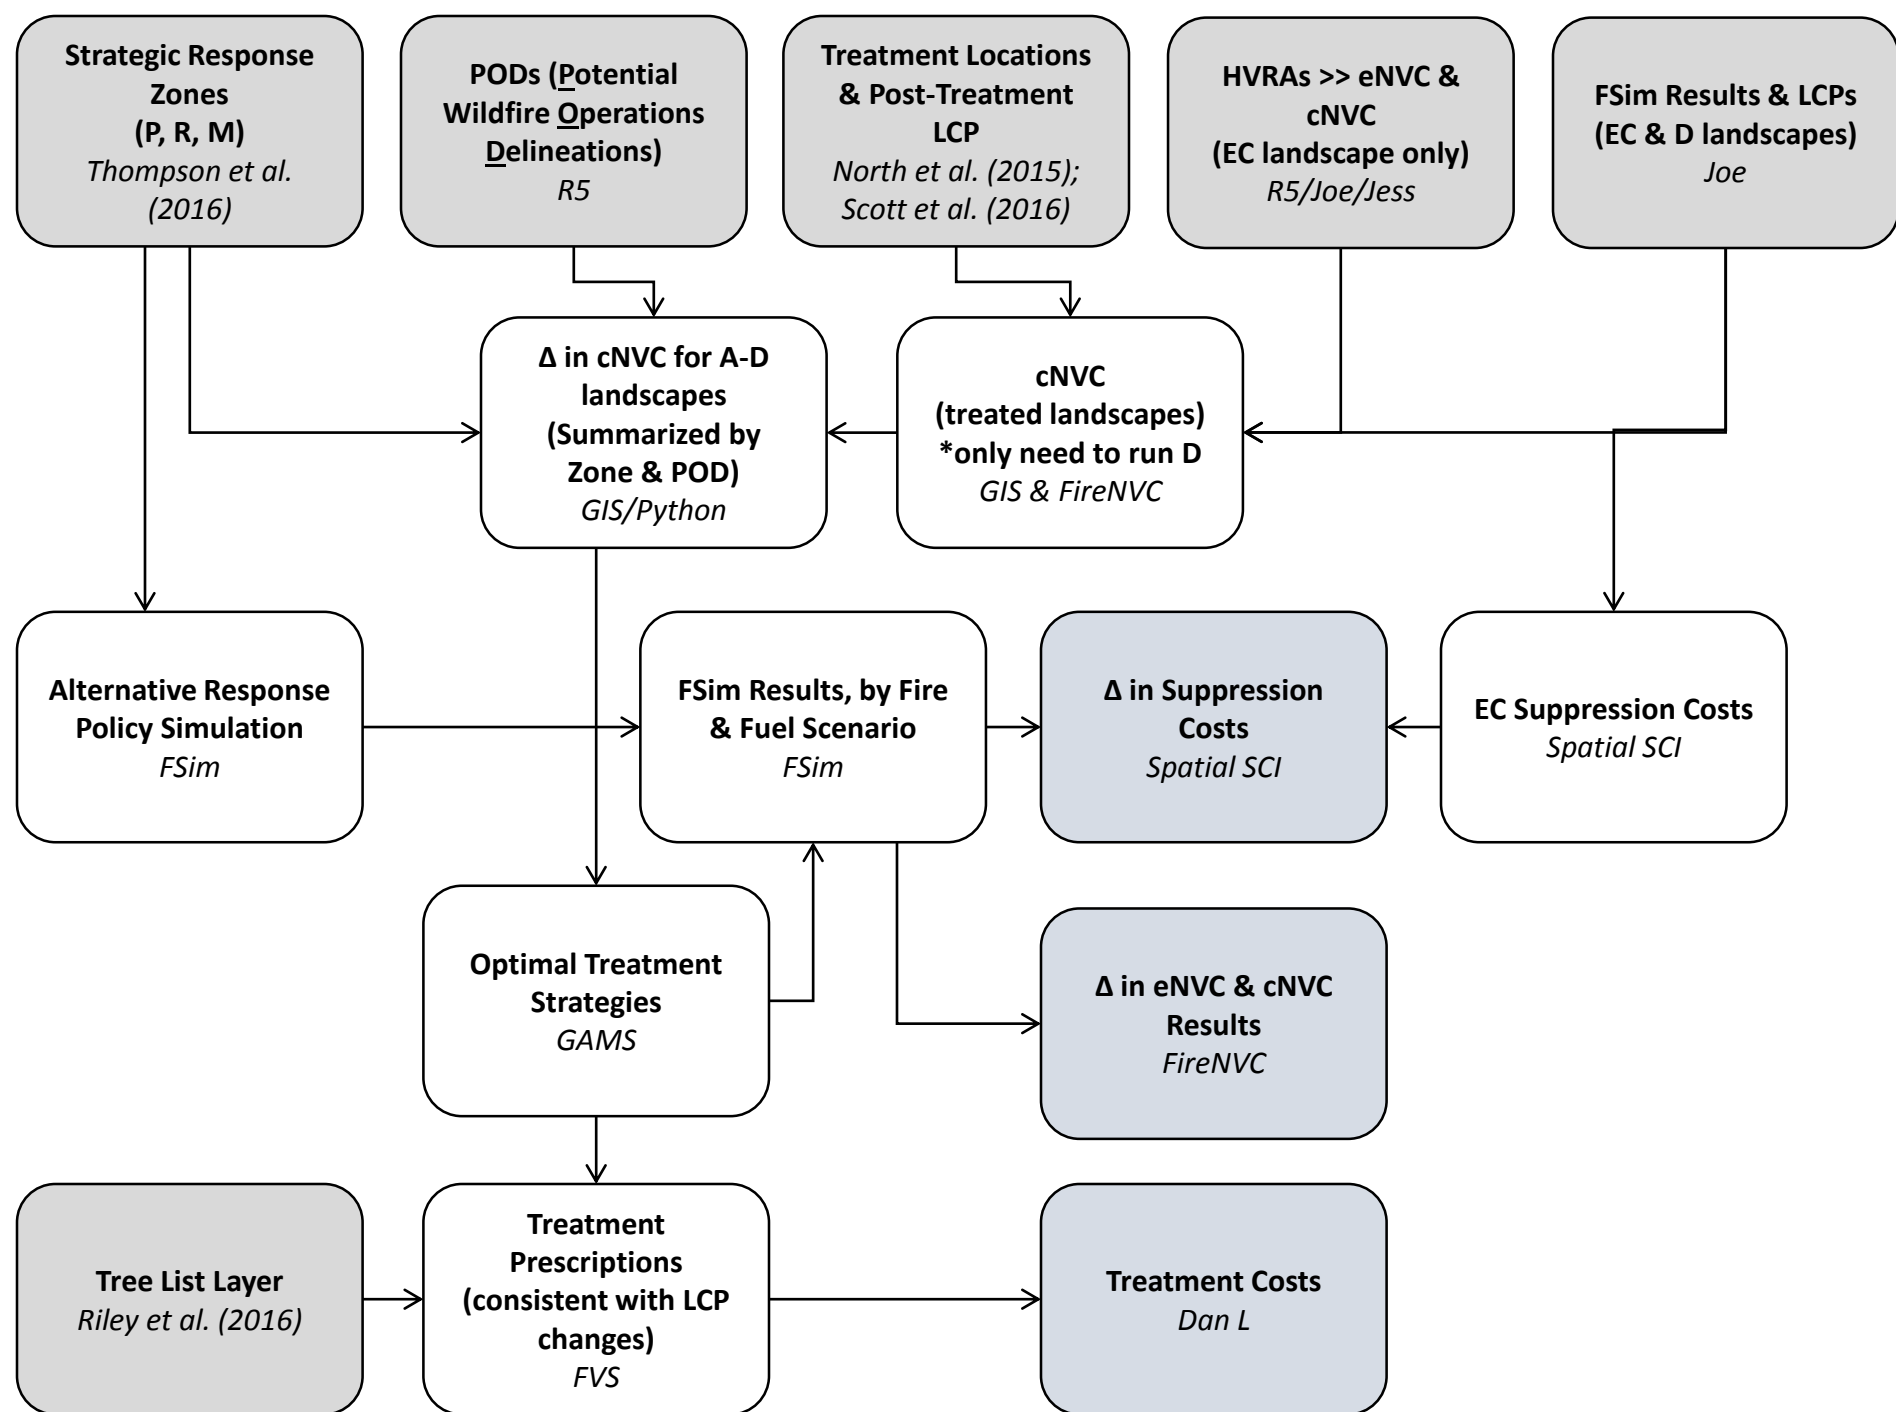 Strategic Response
Zones
(P, R, M)
Thompson et al.
(2016)
PODs (Potential
Wildfire Operations
Delineations)
R5
Treatment Locations
& Post-Treatment
LCP
North et al. (2015);
Scott et al. (2016)
HVRAs >> eNVC &
cNVC
(EC landscape only)
R5/Joe/Jess
FSim Results & LCPs
(EC & D landscapes)
Joe
Δ in cNVC for A-D
landscapes
(Summarized by
Zone & POD)
GIS/Python
cNVC
(treated landscapes)
*only need to run D
GIS & FireNVC
Alternative Response
Policy Simulation
FSim
FSim Results, by Fire
& Fuel Scenario
FSim
Δ in Suppression
Costs
Spatial SCI
EC Suppression Costs
Spatial SCI
Optimal Treatment
Strategies
GAMS
Δ in eNVC & cNVC
Results
FireNVC
Tree List Layer
Riley et al. (2016)
Treatment
Prescriptions
(consistent with LCP
changes)
FVS
Treatment Costs
Dan L